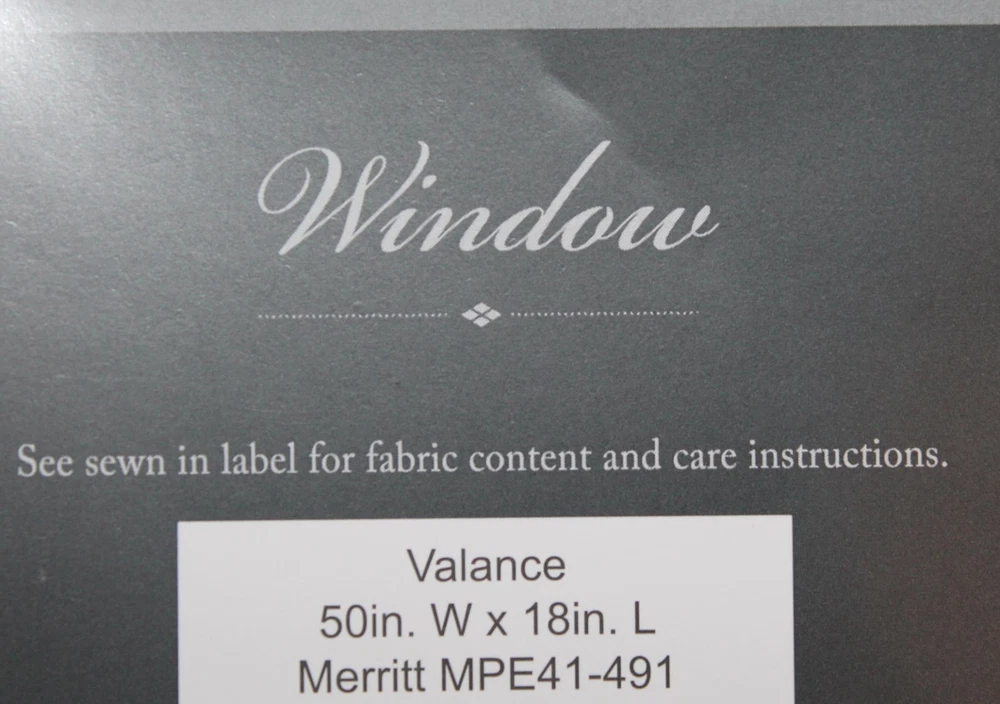 Window
See sewn in label for fabric content and care instructions.
Valance
50in. W x 18in. L
Merritt MPE41-491